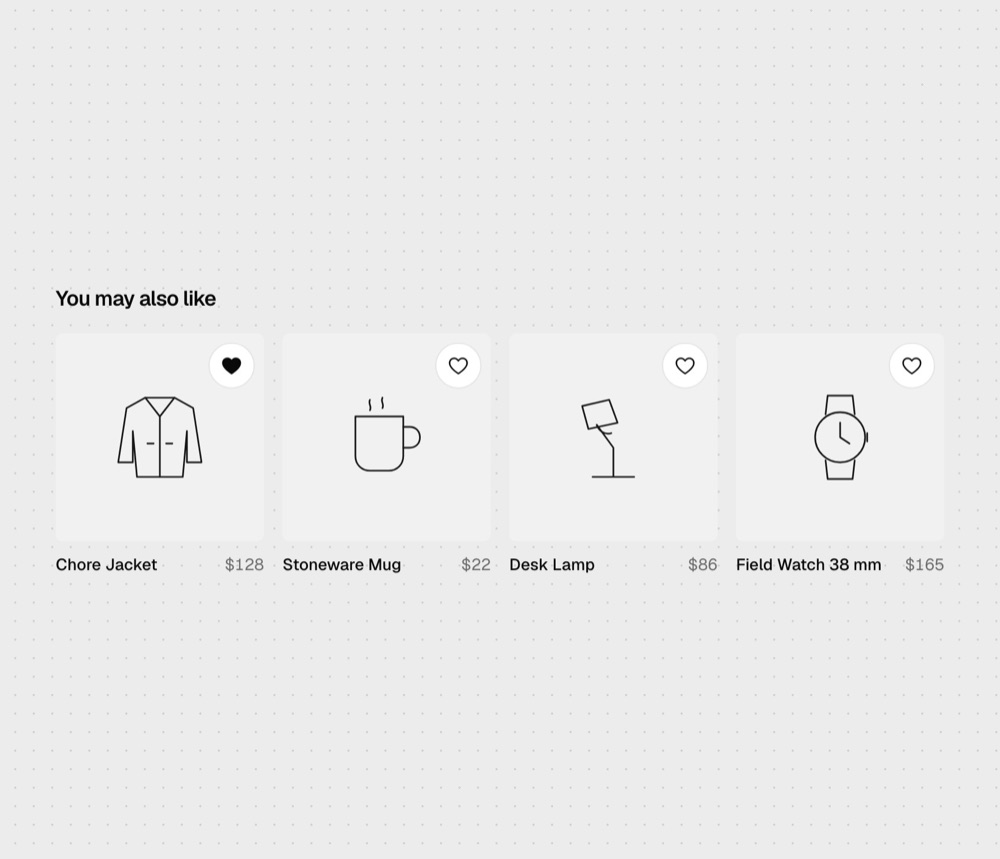 You may also like
Chore Jacket $128
Stoneware Mug $22
Desk Lamp $86
Field Watch 38 mm $165